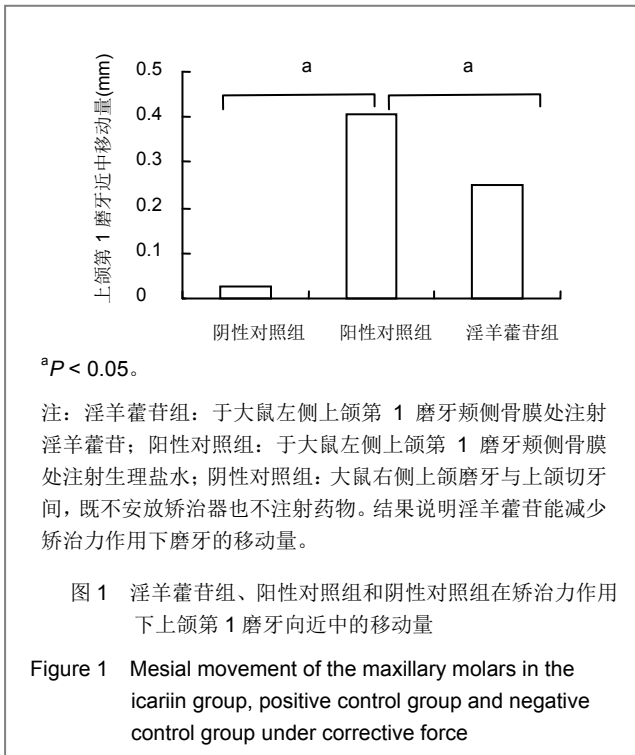 上颌第 1 磨牙近中移动量(mm)
0.5
0.4
0.3
0.2
0.1
0
a
a
阴性对照组
阳性对照组
淫羊藿苷组
ᵃP < 0.05。
注：淫羊藿苷组：于大鼠左侧上颌第 1 磨牙颊侧骨膜处注射
淫羊藿苷；阳性对照组：于大鼠左侧上颌第 1 磨牙颊侧骨膜
处注射生理盐水；阴性对照组：大鼠右侧上颌磨牙与上颌切牙
间，既不安放矫治器也不注射药物。结果说明淫羊藿苷能减少
矫治力作用下磨牙的移动量。
图 1 淫羊藿苷组、阳性对照组和阴性对照组在矫治力作用
下上颌第 1 磨牙向近中的移动量
Figure 1 Mesial movement of the maxillary molars in the
icariin group, positive control group and negative
control group under corrective force